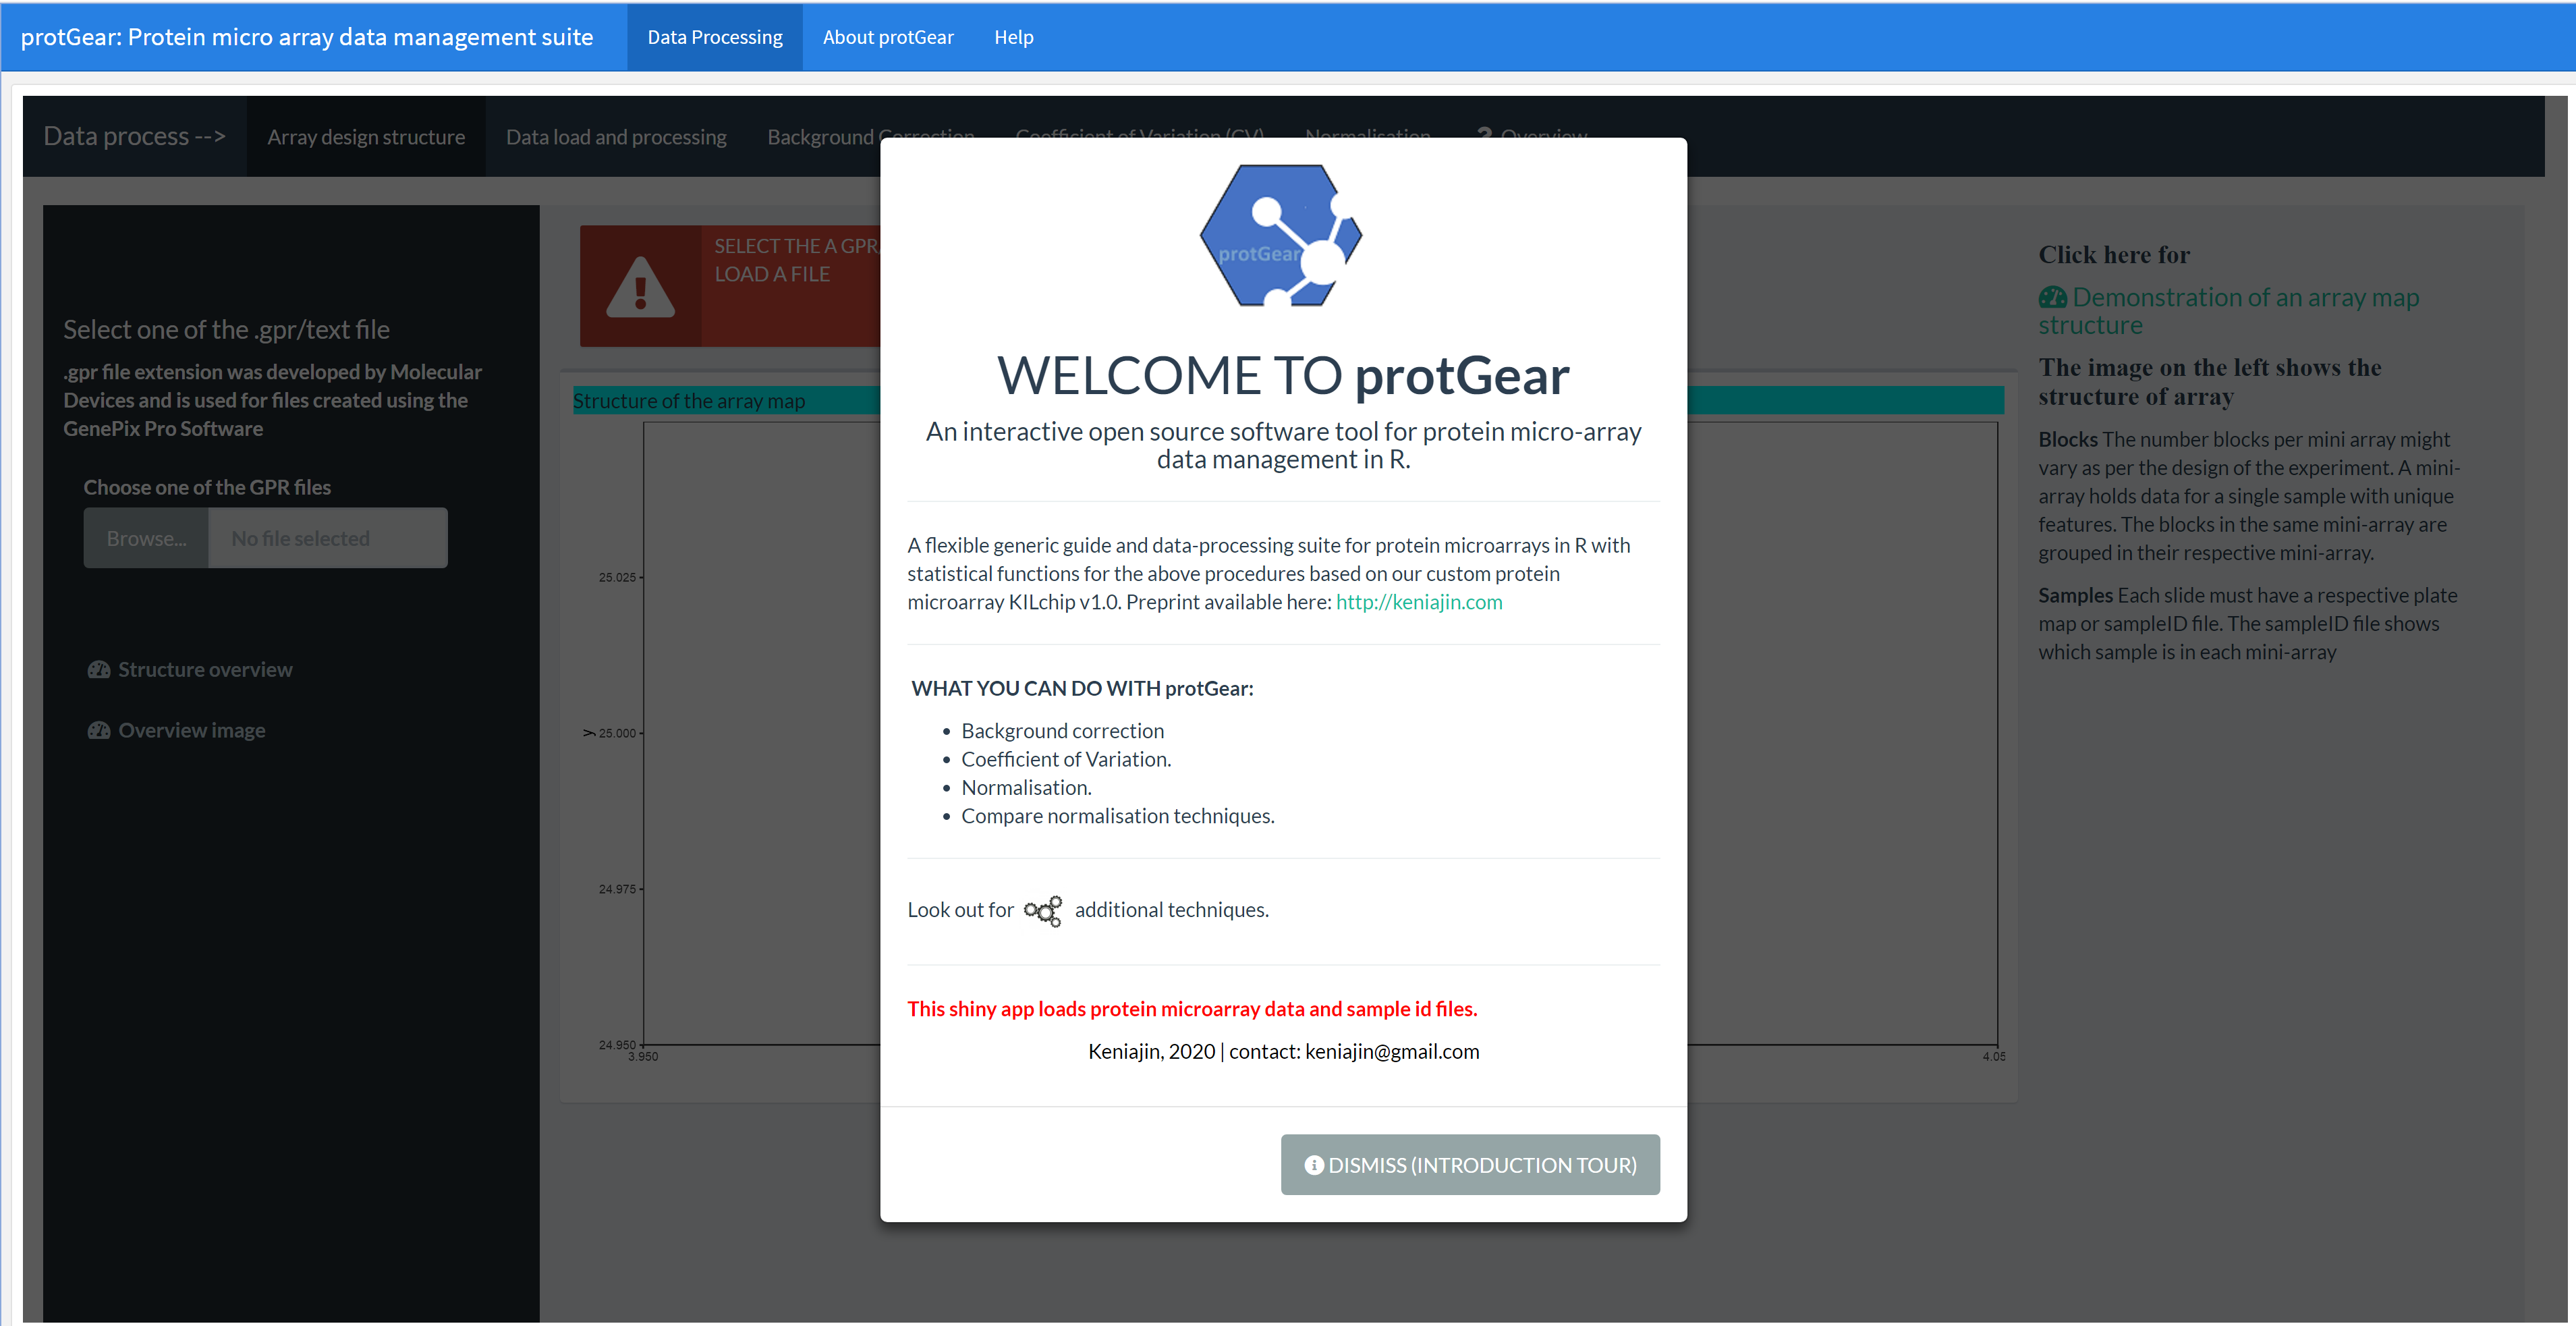 protGear: Protein micro array data management suite
Data Processing
About protGear
Help
Data process -->
Array design structure
Data load and processing
Background Correction
Coefficient of Variation (CV)
Normalisation
? Overview
Select one of the .gpr/text file
.gpr file extension was developed by Molecular
Devices and is used for files created using the
GenePix Pro Software
Choose one of the GPR files
Browse...
No file selected
Structure overview
Overview image
SELECT THE A GPR
LOAD A FILE
Structure of the array map
25.025
25.000
24.975
24.950
y
3.950
4.05
protGear
WELCOME TO protGear
An interactive open source software tool for protein micro-array
data management in R.
A flexible generic guide and data-processing suite for protein microarrays in R with
statistical functions for the above procedures based on our custom protein
microarray KILchip v1.0. Preprint available here: http://keniajin.com
WHAT YOU CAN DO WITH protGear:
• Background correction
• Coefficient of Variation.
• Normalisation.
• Compare normalisation techniques.
Look out for additional techniques.
This shiny app loads protein microarray data and sample id files.
Keniajin, 2020 | contact: keniajin@gmail.com
DISMISS (INTRODUCTION TOUR)
Click here for
Demonstration of an array map
structure
The image on the left shows the
structure of array
Blocks The number blocks per mini array might
vary as per the design of the experiment. A mini-
array holds data for a single sample with unique
features. The blocks in the same mini-array are
grouped in their respective mini-array.
Samples Each slide must have a respective plate
map or sampleID file. The sampleID file shows
which sample is in each mini-array